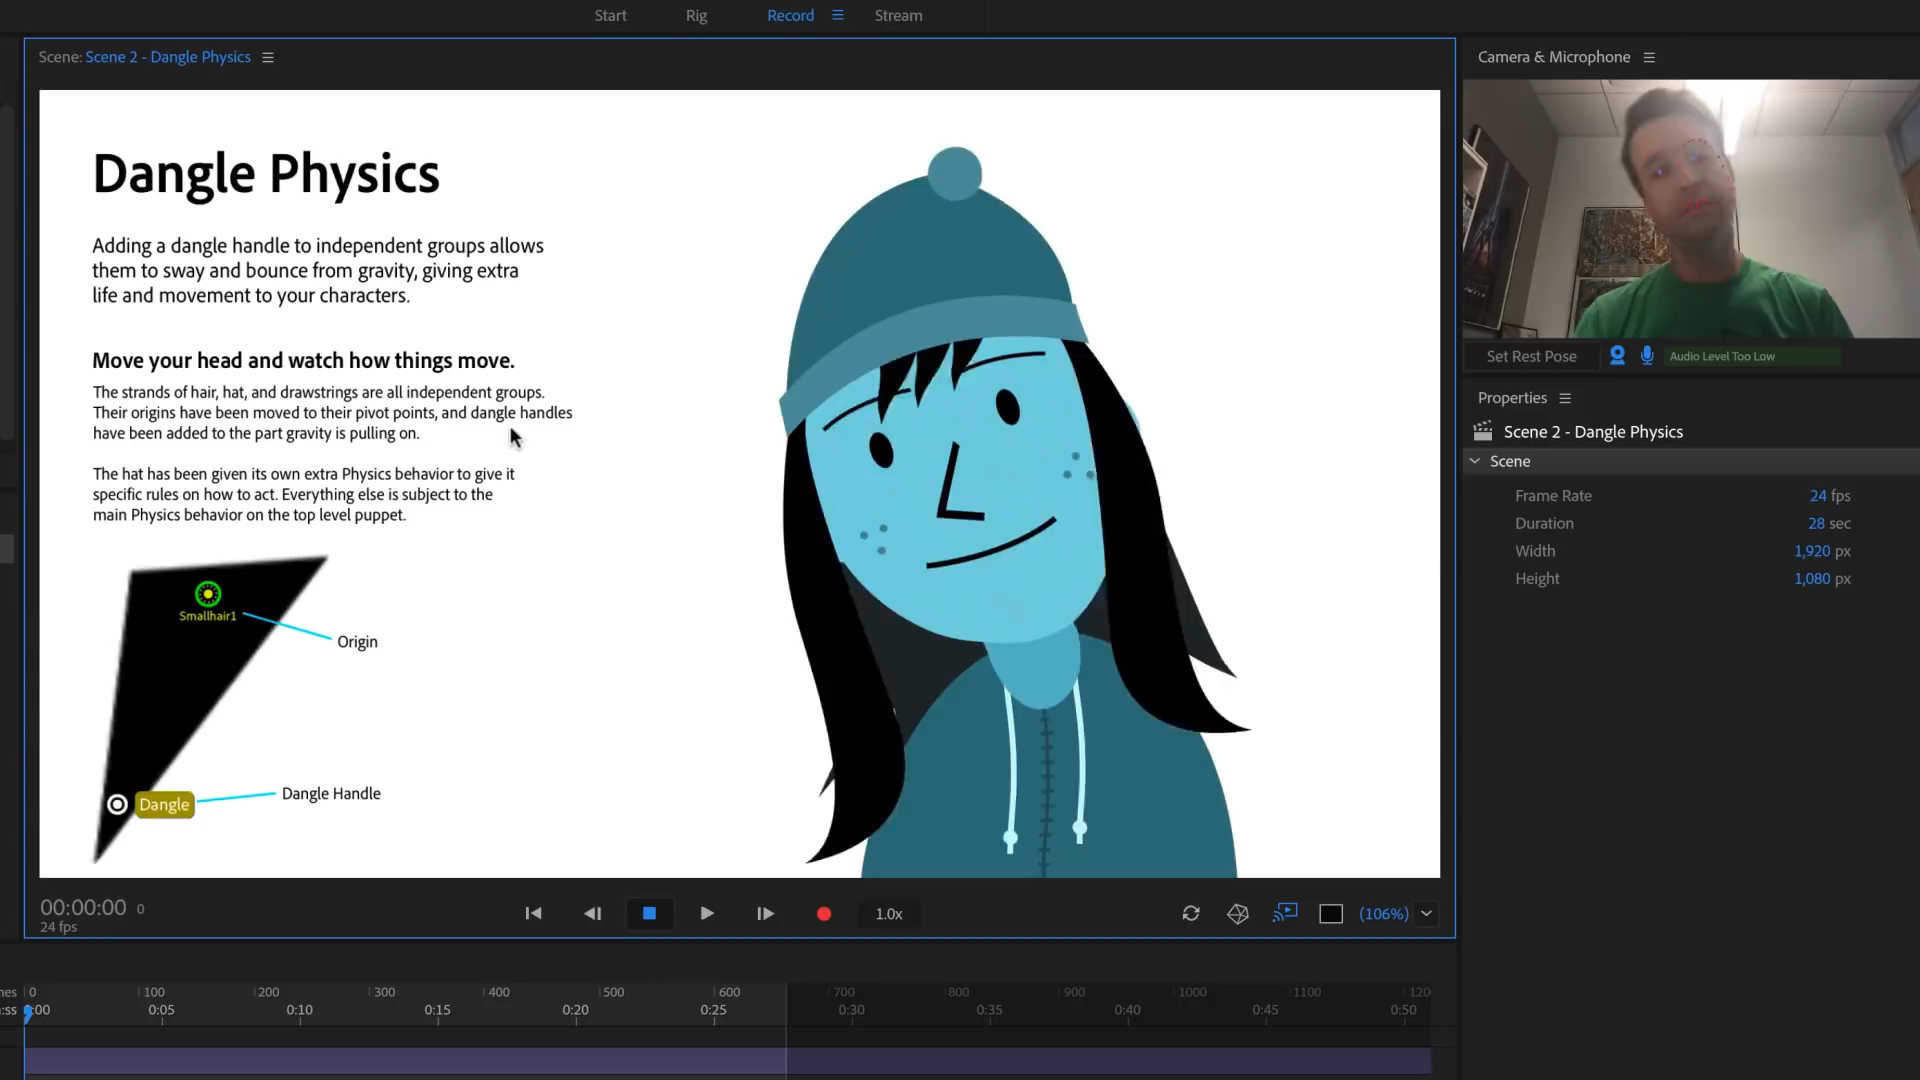 Start
Rig
Record
Stream
Scene: Scene 2 - Dangle Physics
Camera & Microphone
Dangle Physics
Adding a dangle handle to independent groups allows
them to sway and bounce from gravity, giving extra
life and movement to your characters.
Move your head and watch how things move.
The strands of hair, hat, and drawstrings are all independent groups.
Their origins have been moved to their pivot points, and dangle handles
have been added to the part gravity is pulling on.
The hat has been given its own extra Physics behavior to give it
specific rules on how to act. Everything else is subject to the
main Physics behavior on the top level puppet.
Smallhair1
Origin
Dangle
Dangle Handle
Set Rest Pose
Audio Level Too Low
Properties
Scene 2 - Dangle Physics
Scene
Frame Rate 24 fps
Duration 28 sec
Width 1,920 px
Height 1,080 px
00:00:00 0
24 fps
1.0x
(106%)
0 100 200 300 400 500 600 700 800 900 1000 1100 120
:00 0:05 0:10 0:15 0:20 0:25 0:30 0:35 0:40 0:45 0:50